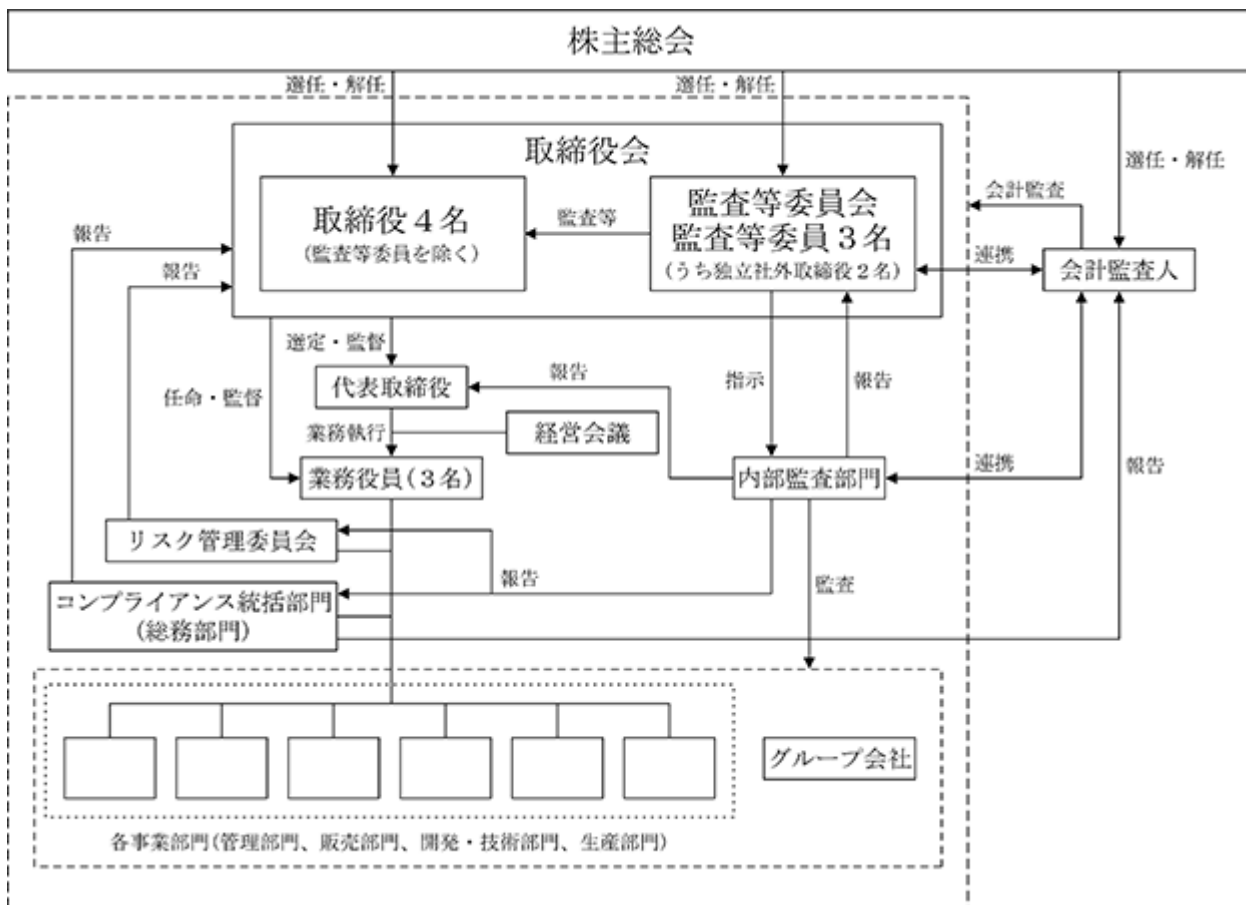 株主総会
選任・解任
選任・解任
選任・解任
取締役会
取締役４名
(監査等委員を除く)
監査等
監査等委員会
監査等委員３名
(うち独立社外取締役２名)
会計監査
連携
会計監査人
報告
報告
選定・監督
任命・監督
代表取締役
報告
指示
報告
業務執行
経営会議
業務役員(３名)
内部監査部門
連携
報告
リスク管理委員会
報告
監査
コンプライアンス統括部門
(総務部門)
グループ会社
各事業部門(管理部門、販売部門、開発・技術部門、生産部門)